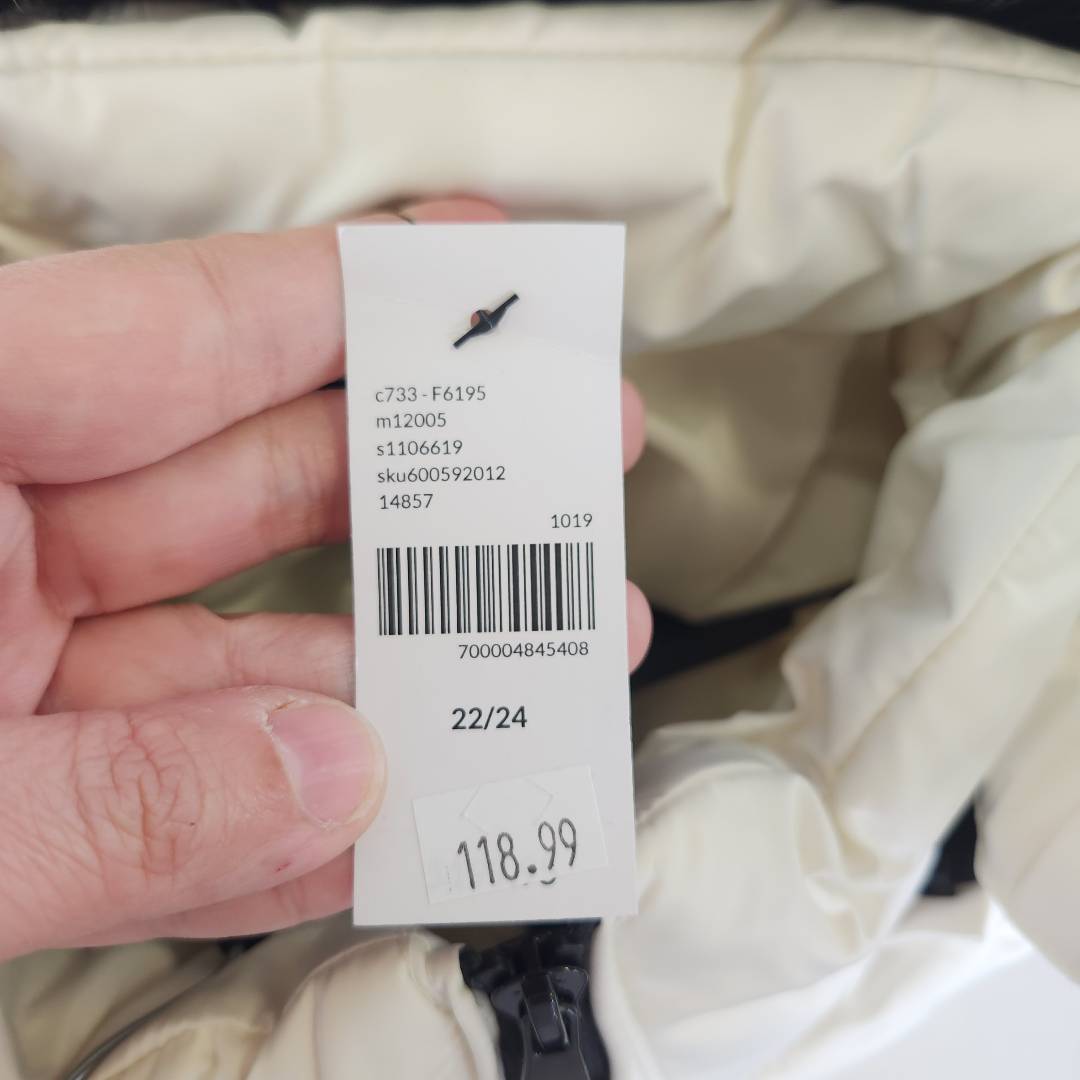 c733 - F6195
m12005
s1106619
sku600592012
14857
1019
700004845408
22/24
118.99